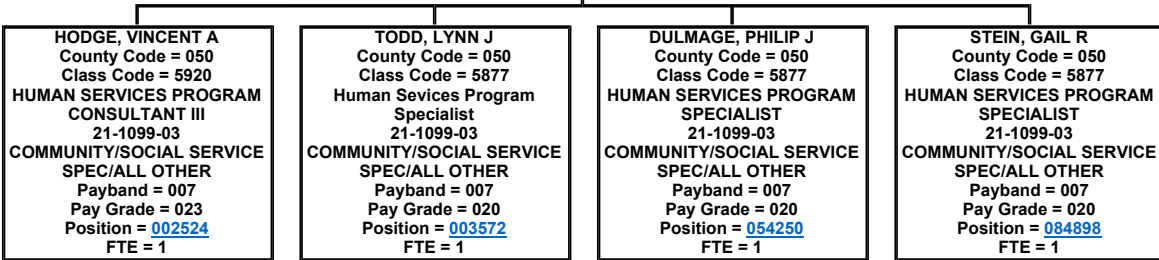 HODGE, VINCENT A
County Code = 050
Class Code = 5920
HUMAN SERVICES PROGRAM
CONSULTANT III
21-1099-03
COMMUNITY/SOCIAL SERVICE
SPEC/ALL OTHER
Payband = 007
Pay Grade = 023
Position = 002524
FTE = 1
TODD, LYNN J
County Code = 050
Class Code = 5877
Human Sevices Program
Specialist
21-1099-03
COMMUNITY/SOCIAL SERVICE
SPEC/ALL OTHER
Payband = 007
Pay Grade = 020
Position = 003572
FTE = 1
DULMAGE, PHILIP J
County Code = 050
Class Code = 5877
HUMAN SERVICES PROGRAM
SPECIALIST
21-1099-03
COMMUNITY/SOCIAL SERVICE
SPEC/ALL OTHER
Payband = 007
Pay Grade = 020
Position = 054250
FTE = 1
STEIN, GAIL R
County Code = 050
Class Code = 5877
HUMAN SERVICES PROGRAM
SPECIALIST
21-1099-03
COMMUNITY/SOCIAL SERVICE
SPEC/ALL OTHER
Payband = 007
Pay Grade = 020
Position = 084898
FTE = 1